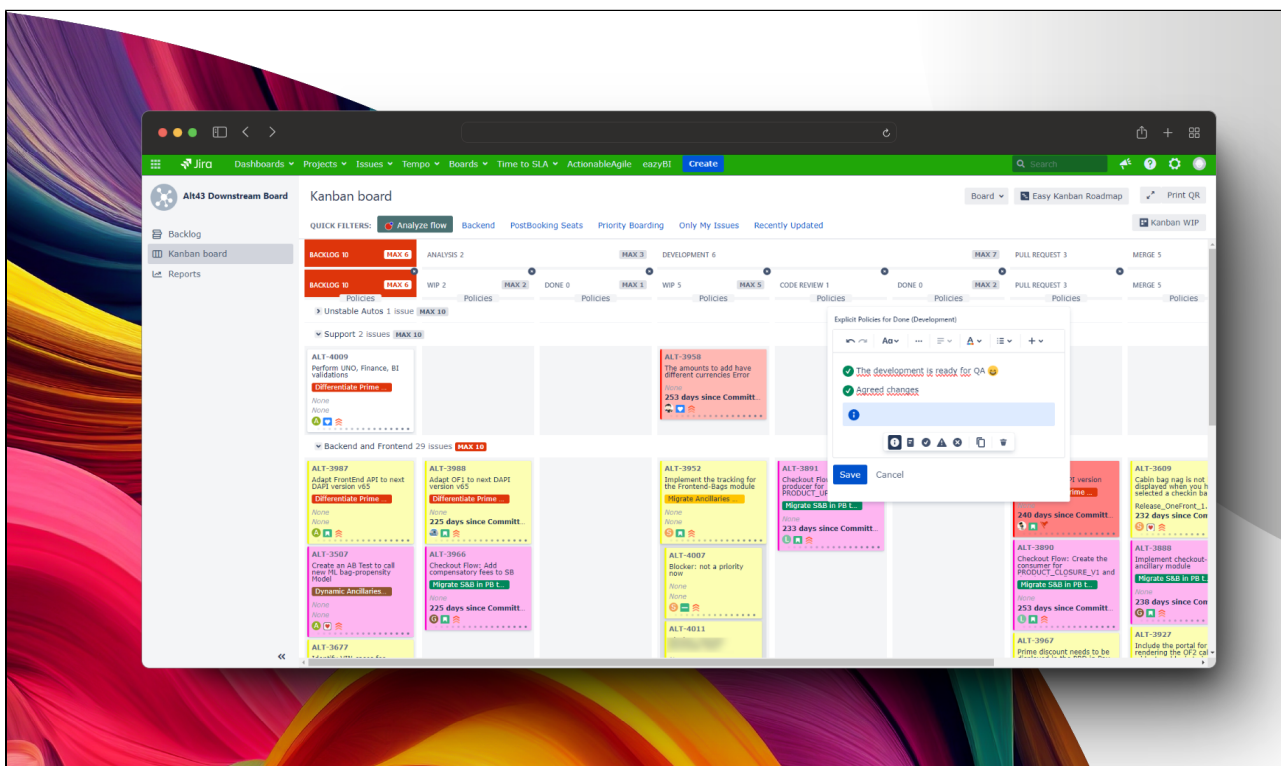 Jira Dashboards Projects Issues Tempo Boards Time to SLA ActionableAgile eazyBI Create Search
Alt43 Downstream Board
Backlog
Kanban board
Reports
Kanban board
Board Easy Kanban Roadmap Print QR
QUICK FILTERS: Analyze flow Backend PostBooking Seats Priority Boarding Only My Issues Recently Updated
Kanban WIP
BACKLOG 10 MAX 6 ANALYSIS 2 MAX 3 DEVELOPMENT 6 MAX 7 PULL REQUEST 3 MERGE 5
BACKLOG 10 MAX 6 WIP 2 MAX 2 DONE 0 MAX 1 WIP 5 MAX 5 CODE REVIEW 1 DONE 0 MAX 2 PULL REQUEST 3 MERGE 5
Policies Policies Policies Policies Policies Policies Policies
Unstable Autos 1 issue MAX 10
Support 2 issues MAX 10
ALT-4009
Perform UNO, Finance, BI
validations
Differentiate Prime ...
None
None
A
ALT-3958
The amounts to add have
different currencies Error
None
253 days since Committ...
Explicit Policies for Done (Development)
The development is ready for QA
Agreed changes
Save Cancel
Backend and Frontend 29 issues MAX 10
ALT-3987
Adapt FrontEnd API to next
DAPI version v65
Differentiate Prime ...
None
None
A
ALT-3507
Create an AB Test to call
new ML bag-propensity
Model
Dynamic Ancillaries...
None
None
A
ALT-3677
ALT-3988
Adapt OF1 to next DAPI
version v65
Differentiate Prime ...
None
225 days since Committ...
ALT-3966
Checkout Flow: Add
compensatory fees to SB
Migrate S&B in PB t...
None
225 days since Committ...
G
ALT-3952
Implement the tracking for
the Frontend-Bags module
Migrate Ancillaries ...
None
None
S
ALT-4007
Blocker: not a priority
now
None
None
S
ALT-4011
ALT-3891
Checkout Flo
producer for
PRODUCT_UP
Migrate S&B in PB t...
None
233 days since Committ...
L
PI version
rime ...
240 days since Committ...
ALT-3890
Checkout Flow: Create the
consumer for
PRODUCT_CLOSURE_V1 and
Migrate S&B in PB t...
None
253 days since Committ...
L
ALT-3967
Prime discount needs to be
ALT-3609
Cabin bag nag is not
displayed when you h
selected a checkin ba
Release_OneFront_1.
232 days since Com
S
ALT-3888
Implement checkout-
ancillary module
Migrate S&B in PB t.
None
238 days since Com
G
ALT-3927
Include the portal for
rendering the OF2 cal